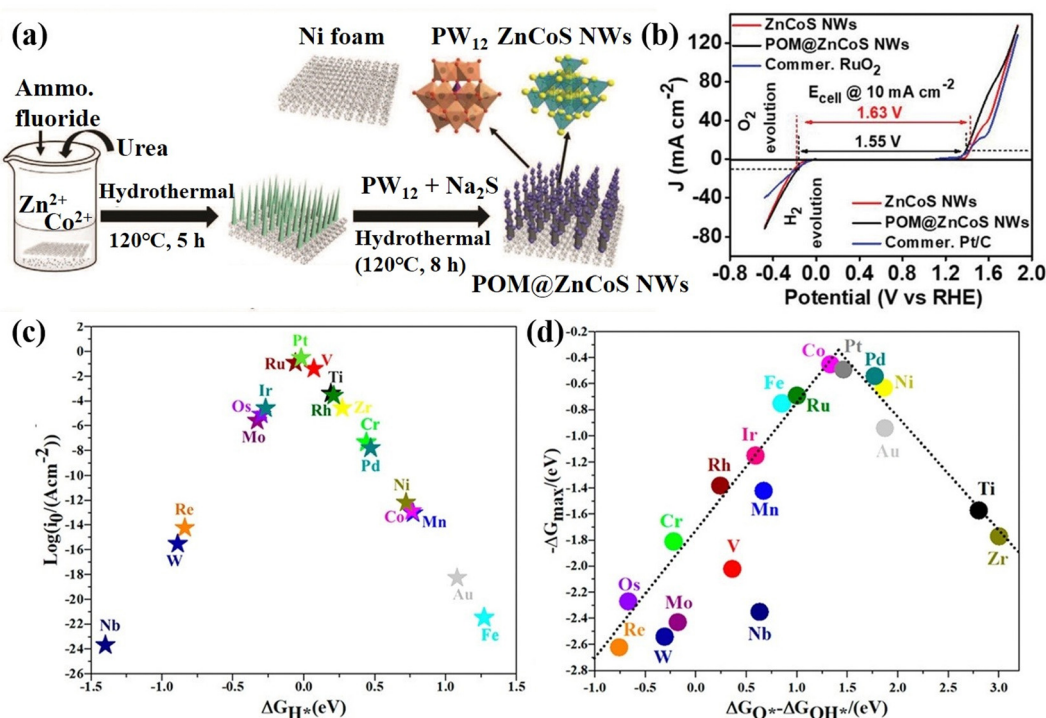 (a)
Ammo.
fluoride
Urea
Zn2+
Co2+
Hydrothermal
120°C, 5 h
Ni foam
PW12 ZnCoS NWs
PW12 + Na2S
Hydrothermal
(120°C, 8 h)
POM@ZnCoS NWs
(b)
J (mA cm-2)
120
80
40
0
-40
-80
ZnCoS NWs
POM@ZnCoS NWs
Commer. RuO2
Ecell @ 10 mA cm-2
1.63 V
1.55 V
O2
evolution
H2
evolution
ZnCoS NWs
POM@ZnCoS NWs
Commer. Pt/C
-0.8 -0.4 0.0 0.4 0.8 1.2 1.6 2.0
Potential (V vs RHE)
(c)
Log(i0/(Acm-2))
2
0
-2
-4
-6
-8
-10
-12
-14
-16
-18
-20
-22
-24
-26
Pt
Ru
V
Ti
Ir
Rh
Zr
Os
Mo
Cr
Pd
Ni
Co
Mn
Re
W
Au
Nb
Fe
-1.5 -1.0 -0.5 0.0 0.5 1.0 1.5
ΔGH*(eV)
(d)
-ΔGmax/(eV)
-0.2
-0.4
-0.6
-0.8
-1.0
-1.2
-1.4
-1.6
-1.8
-2.0
-2.2
-2.4
-2.6
-2.8
Co
Pt
Pd
Fe
Ni
Ru
Au
Ir
Rh
Mn
Ti
Cr
V
Zr
Os
Mo
Nb
Re
W
-1.0 -0.5 0.0 0.5 1.0 1.5 2.0 2.5 3.0
ΔGO*-ΔGOH*/(eV)